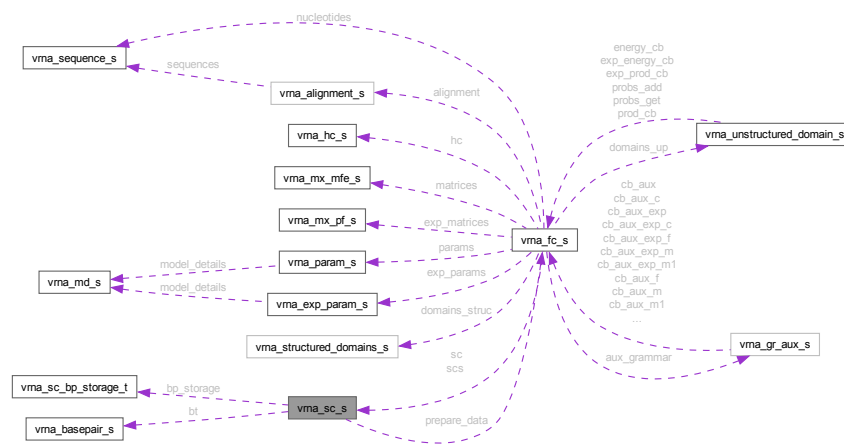 nucleotides
vrna_sequence_s
sequences
vrna_alignment_s
alignment
energy_cb
exp_energy_cb
exp_prod_cb
probs_add
probs_get
prod_cb
vrna_unstructured_domain_s
domains_up
vrna_hc_s
hc
vrna_mx_mfe_s
matrices
vrna_mx_pf_s
exp_matrices
vrna_fc_s
cb_aux
cb_aux_c
cb_aux_exp
cb_aux_exp_c
cb_aux_exp_f
cb_aux_exp_m
cb_aux_exp_m1
cb_aux_f
cb_aux_m
cb_aux_m1
...
params
vrna_param_s
model_details
vrna_md_s
model_details
exp_params
vrna_exp_param_s
domains_struc
vrna_structured_domains_s
vrna_gr_aux_s
aux_grammar
sc
scs
vrna_sc_bp_storage_t
bp_storage
vrna_sc_s
bt
vrna_basepair_s
prepare_data